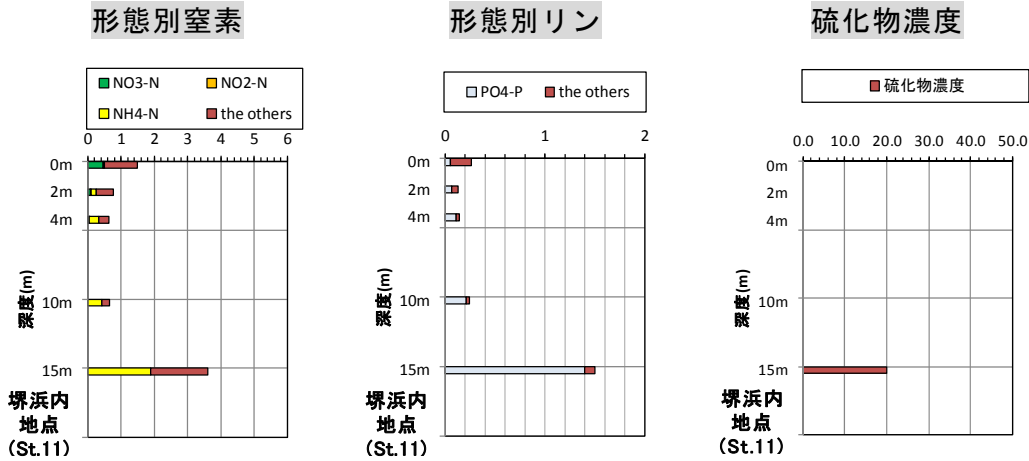 形態別窒素
NO3-N NO2-N
NH4-N the others
0 1 2 3 4 5 6
0m
2m
4m
10m
15m
深度(m)
堺浜内
地点
(St.11)
形態別リン
PO4-P the others
0 1 2
0m
2m
4m
10m
15m
深度(m)
堺浜内
地点
(St.11)
硫化物濃度
硫化物濃度
0.0 10.0 20.0 30.0 40.0 50.0
0m
2m
4m
10m
15m
深度(m)
堺浜内
地点
(St.11)